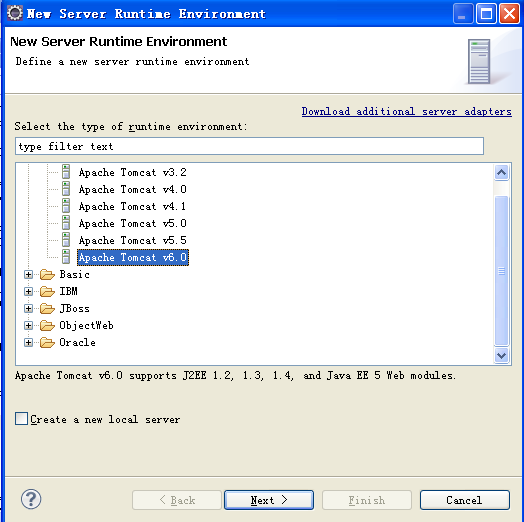 New Server Runtime Environment
New Server Runtime Environment
Define a new server runtime environment
Download additional server adapters
Select the type of runtime environment:
type filter text
Apache Tomcat v3.2
Apache Tomcat v4.0
Apache Tomcat v4.1
Apache Tomcat v5.0
Apache Tomcat v5.5
Apache Tomcat v6.0
Basic
IBM
JBoss
ObjectWeb
Oracle
Apache Tomcat v6.0 supports J2EE 1.2, 1.3, 1.4, and Java EE 5 Web modules.
Create a new local server
? < Back Next > Finish Cancel